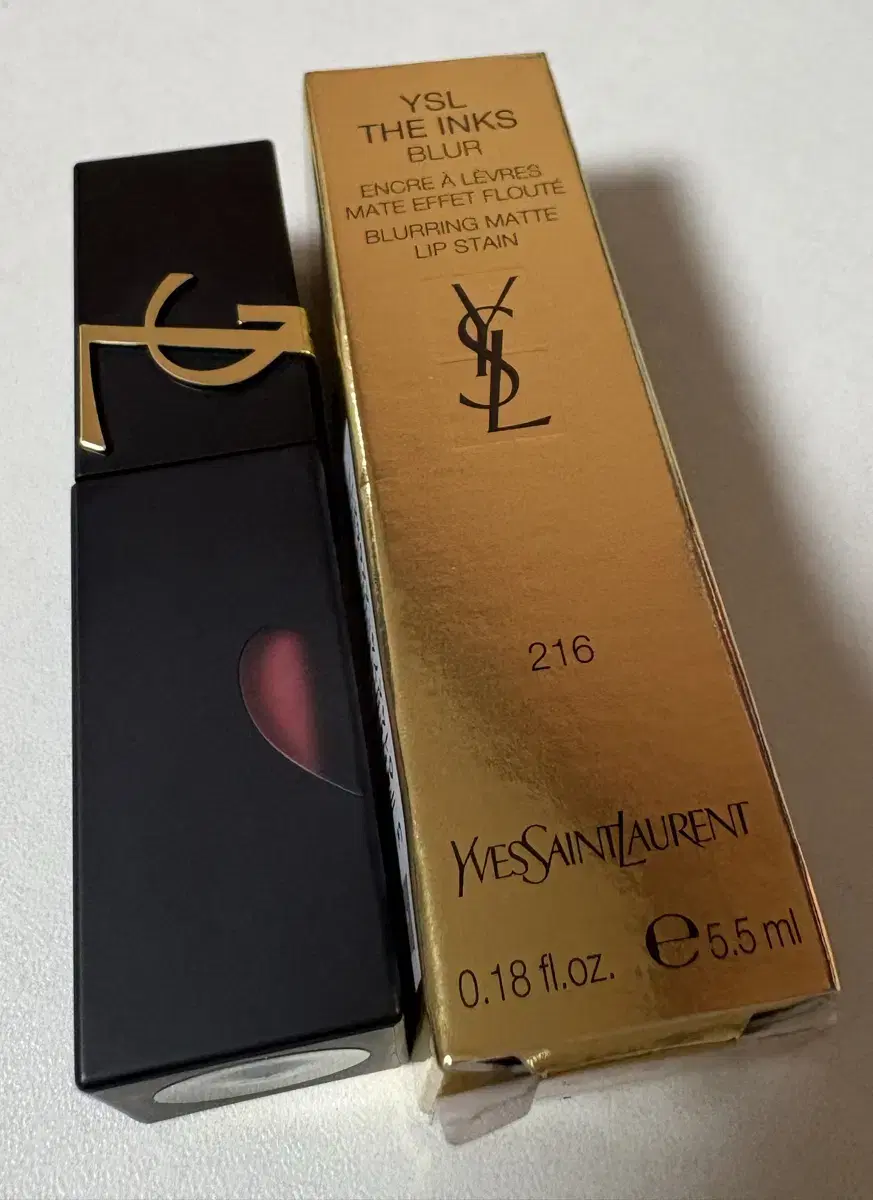 YSL
THE INKS
BLUR
ENCRE À LÈVRES
MATE EFFET FLOUTÉ
BLURRING MATTE
LIP STAIN
YSL
216
YVESSAINTLAURENT
0.18 fl.oz. e 5.5 ml